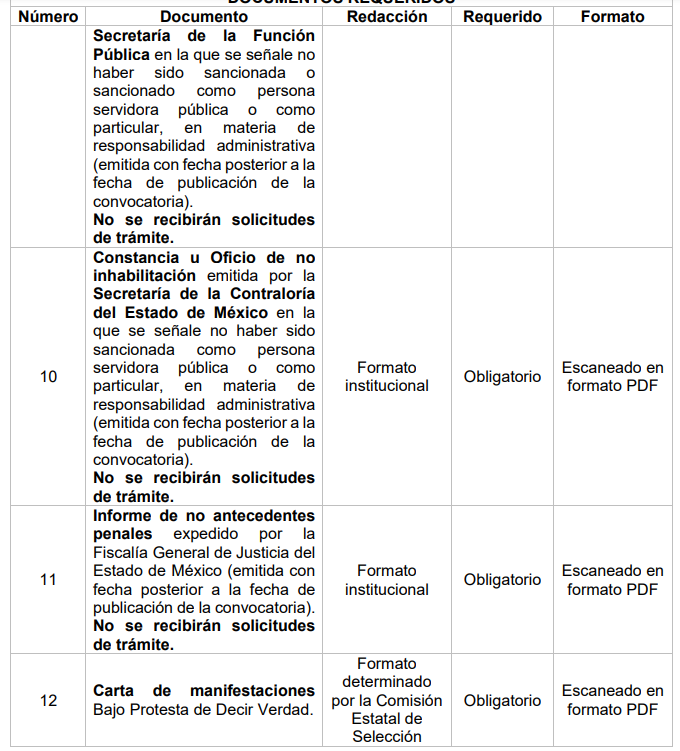 DOCUMENTOS REQUERIDOS
Número Documento Redacción Requerido Formato
Secretaría de la Función
Pública en la que se señale no
haber sido sancionada o
sancionado como persona
servidora pública o como
particular, en materia de
responsabilidad administrativa
(emitida con fecha posterior a la
fecha de publicación de la
convocatoria).
No se recibirán solicitudes
de trámite.
10
Constancia u Oficio de no
inhabilitación emitida por la
Secretaría de la Contraloría
del Estado de México en la
que se señale no haber sido
sancionada como persona
servidora pública o como
particular, en materia de
responsabilidad administrativa
(emitida con fecha posterior a la
fecha de publicación de la
convocatoria).
No se recibirán solicitudes
de trámite.
Formato
institucional
Obligatorio
Escaneado en
formato PDF
11
Informe de no antecedentes
penales expedido por la
Fiscalía General de Justicia del
Estado de México (emitida con
fecha posterior a la fecha de
publicación de la convocatoria).
No se recibirán solicitudes
de trámite.
Formato
institucional
Obligatorio
Escaneado en
formato PDF
12
Carta de manifestaciones
Bajo Protesta de Decir Verdad.
Formato
determinado
por la Comisión
Estatal de
Selección
Obligatorio
Escaneado en
formato PDF